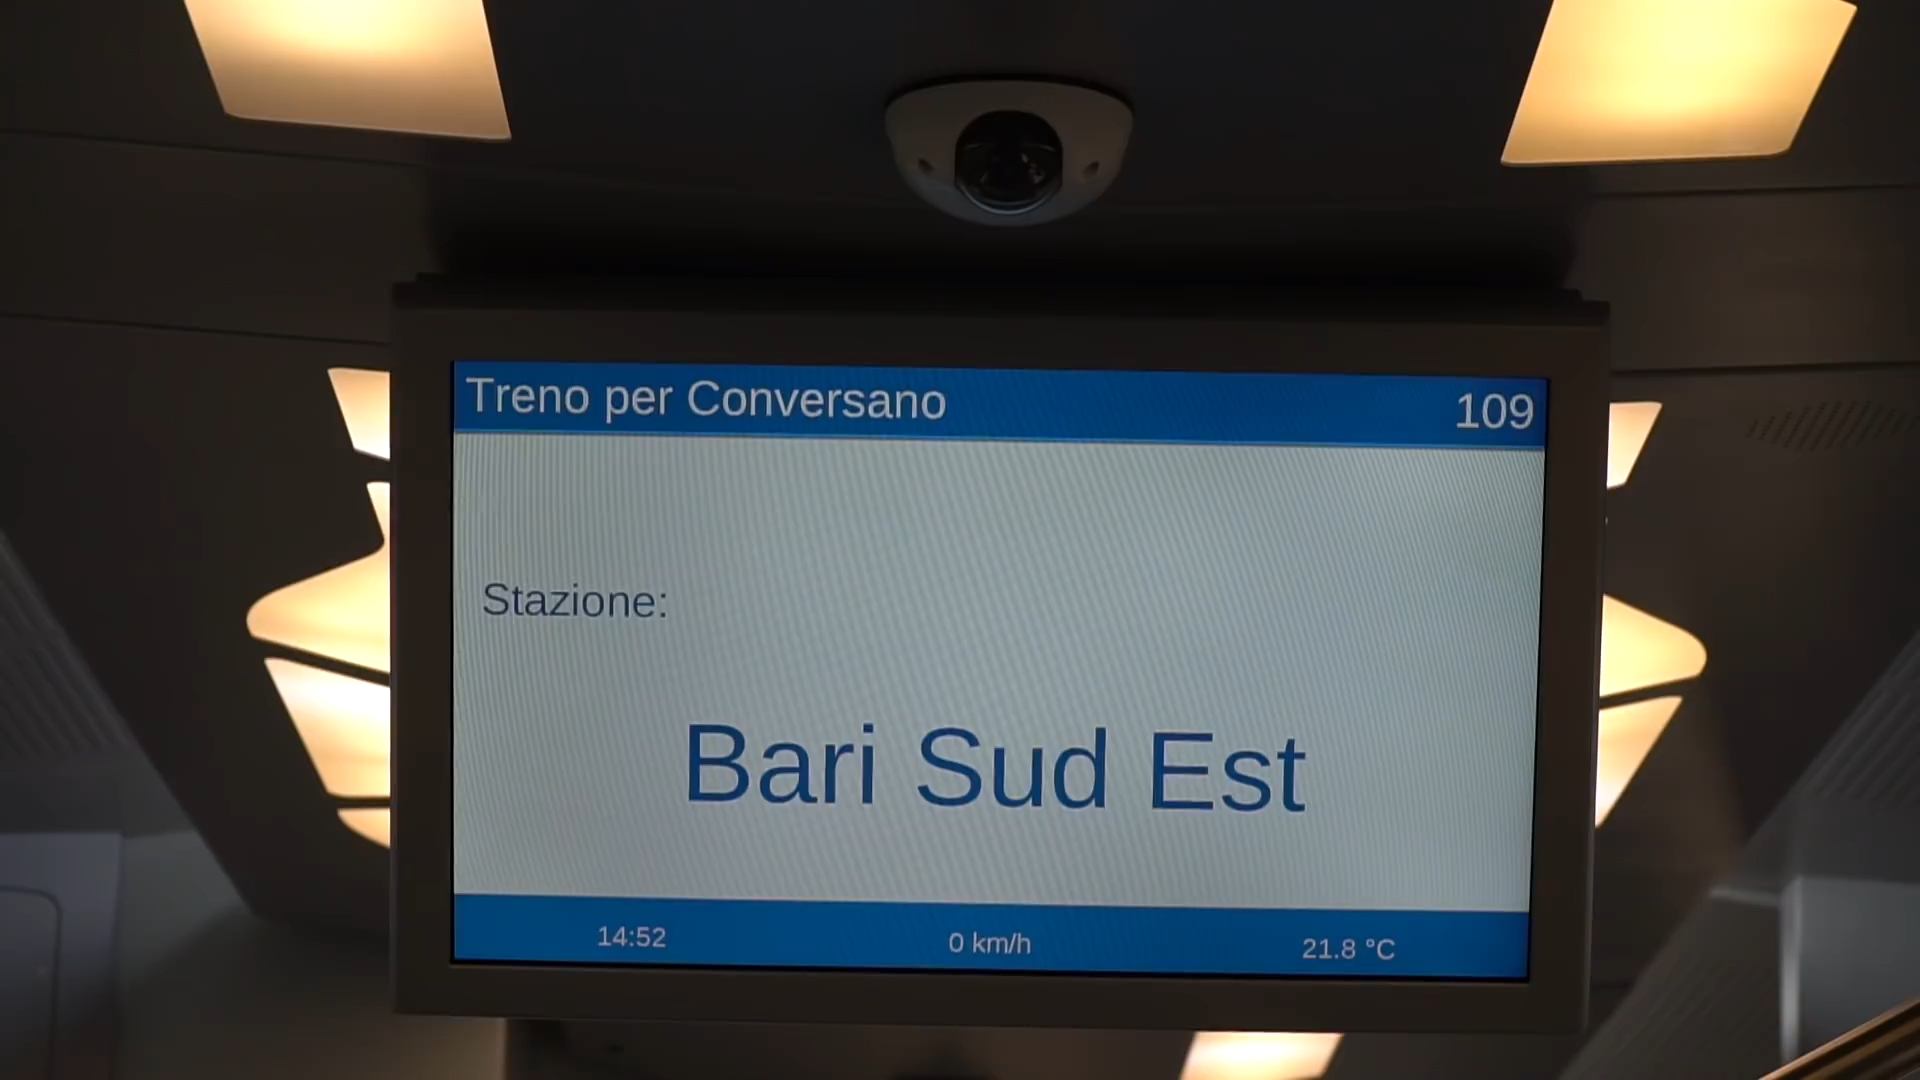 Treno per Conversano 109
Stazione:
Bari Sud Est
14:52 0 km/h 21.8 °C